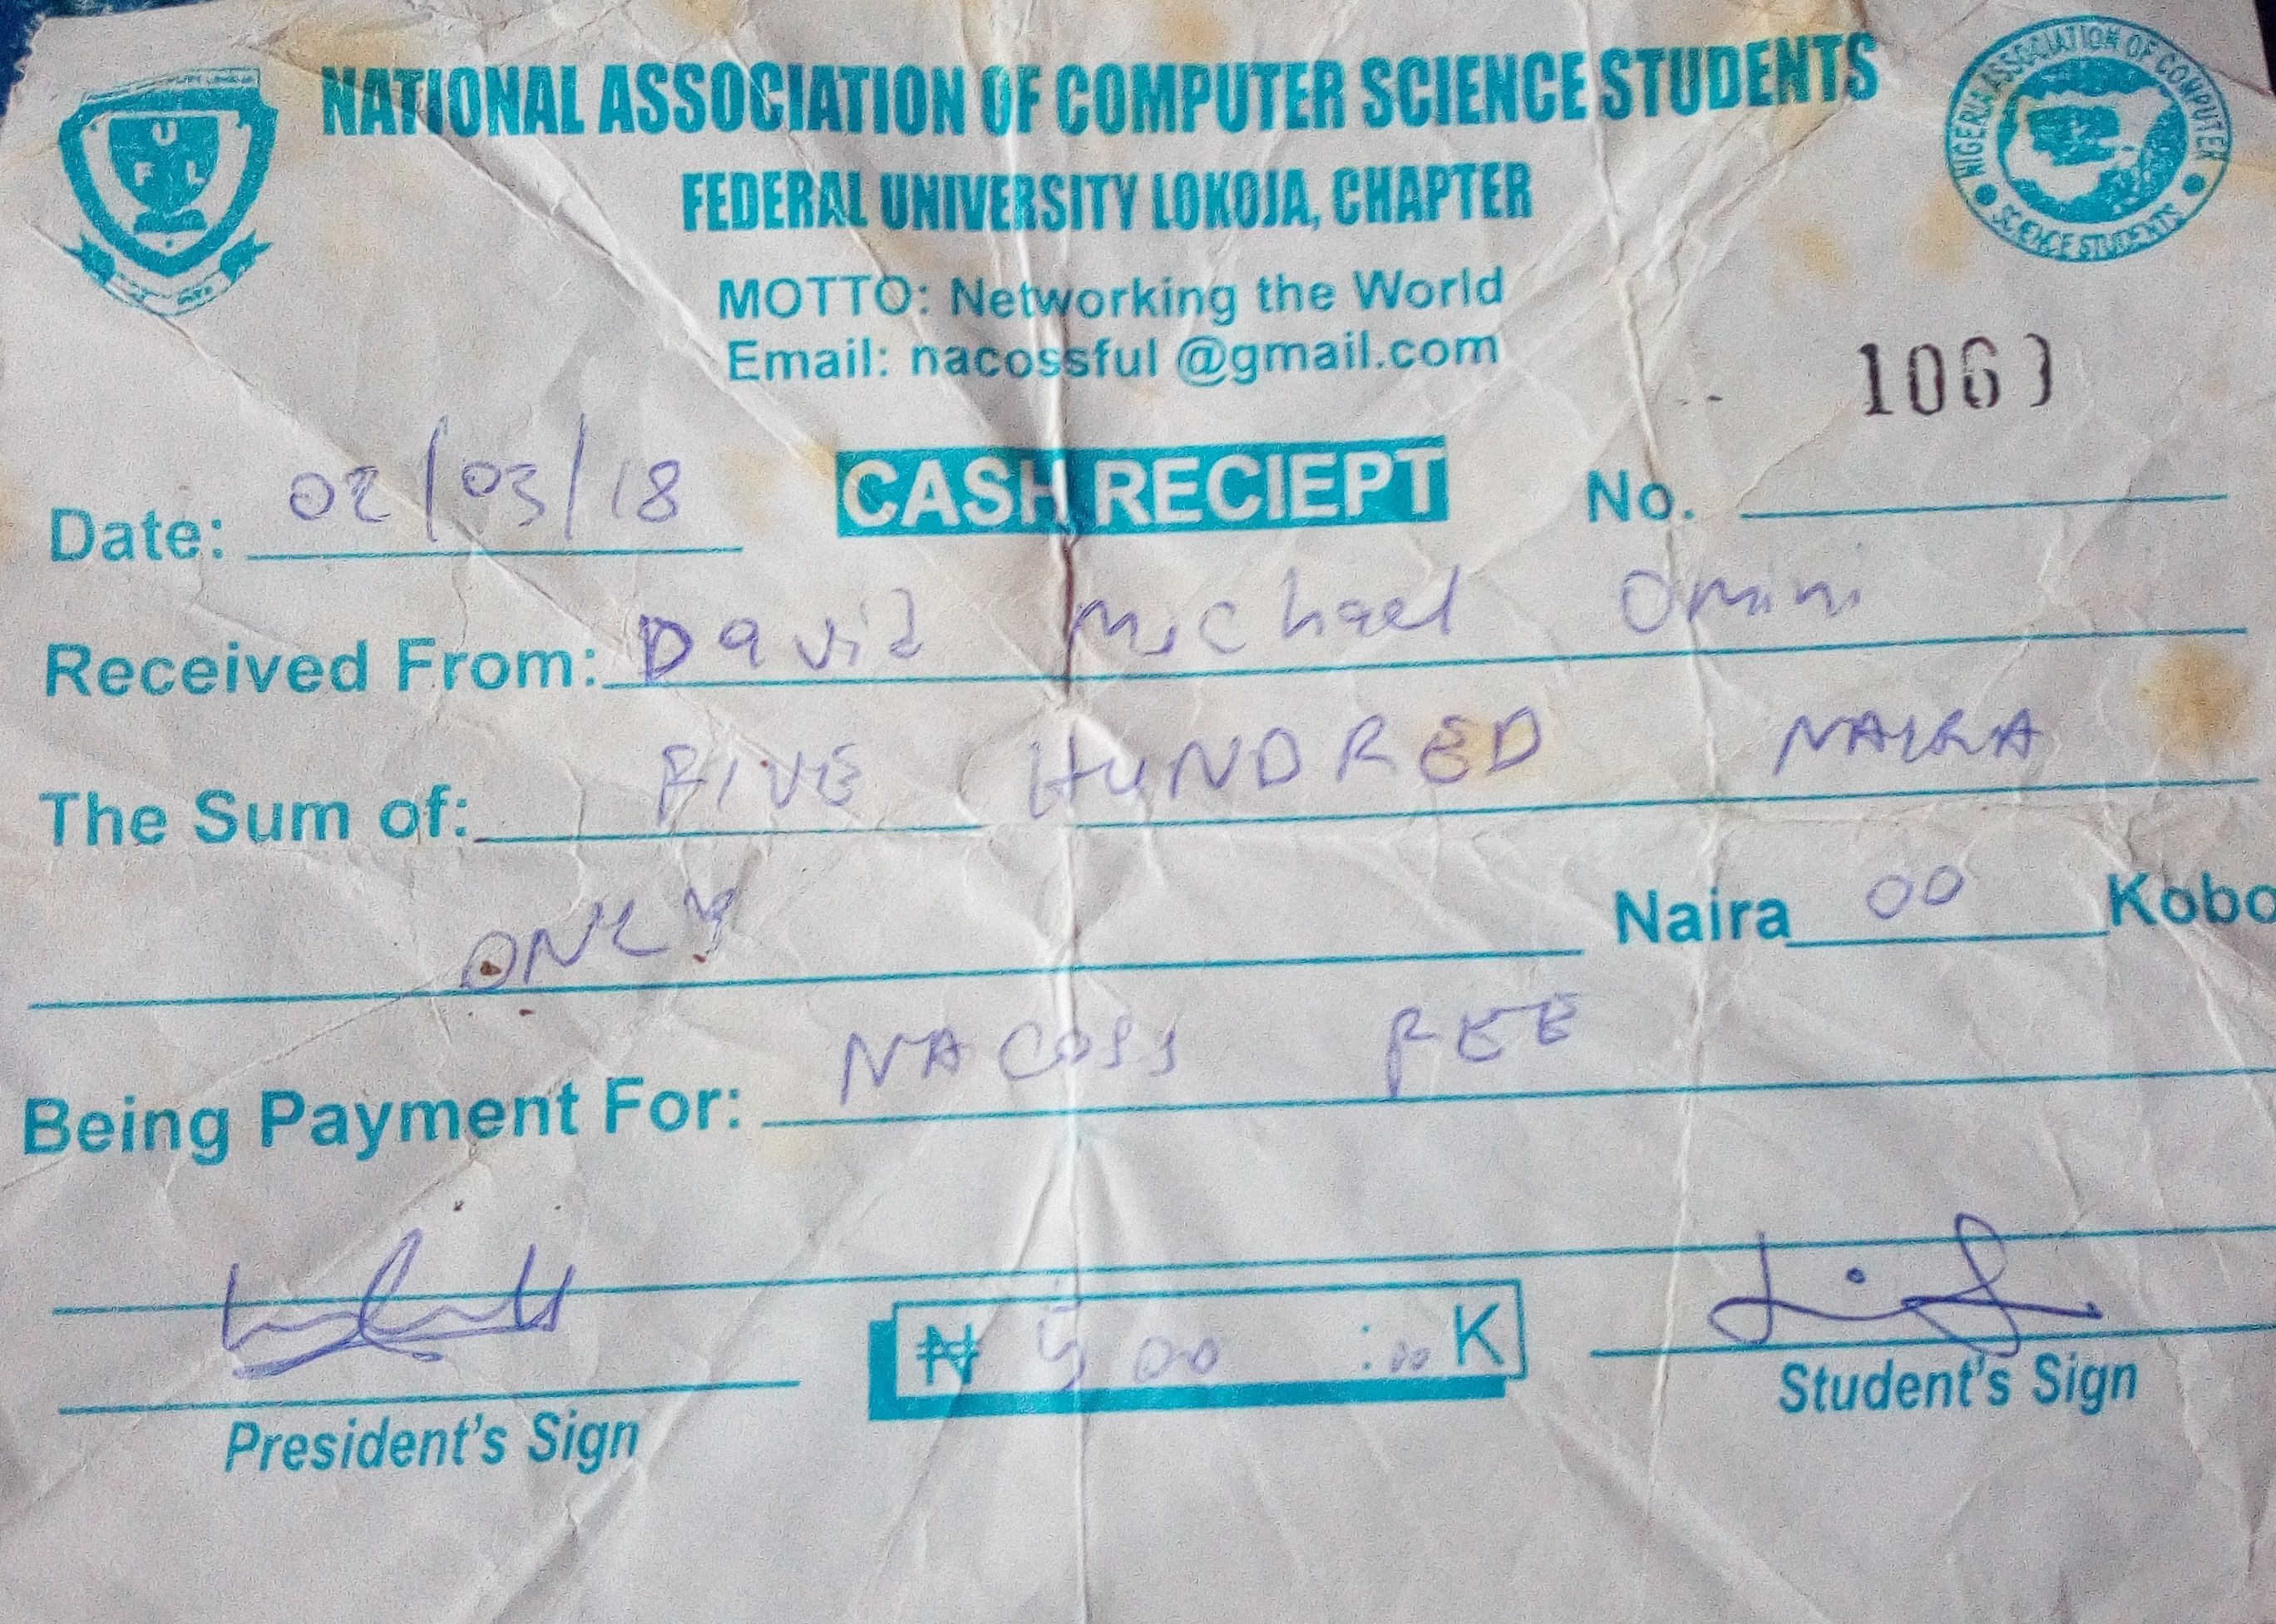 NATIONAL ASSOCIATION OF COMPUTER SCIENCE STUDENTS
FEDERAL UNIVERSITY LOKOJA, CHAPTER
MOTTO: Networking the World
Email: nacossful @gmail.com
F U L
NIGERIA ASSOCIATION OF COMPUTER SCIENCE STUDENTS
Date: 02/03/18
CASH RECIEPT
No.
Received From: David Michael Omini
The Sum of: FIVE HUNDRED NAIRA
ONLY Naira 00 Kobo
Being Payment For: NACOSS FEE
₦ 500 : 00 K
President's Sign
Student's Sign